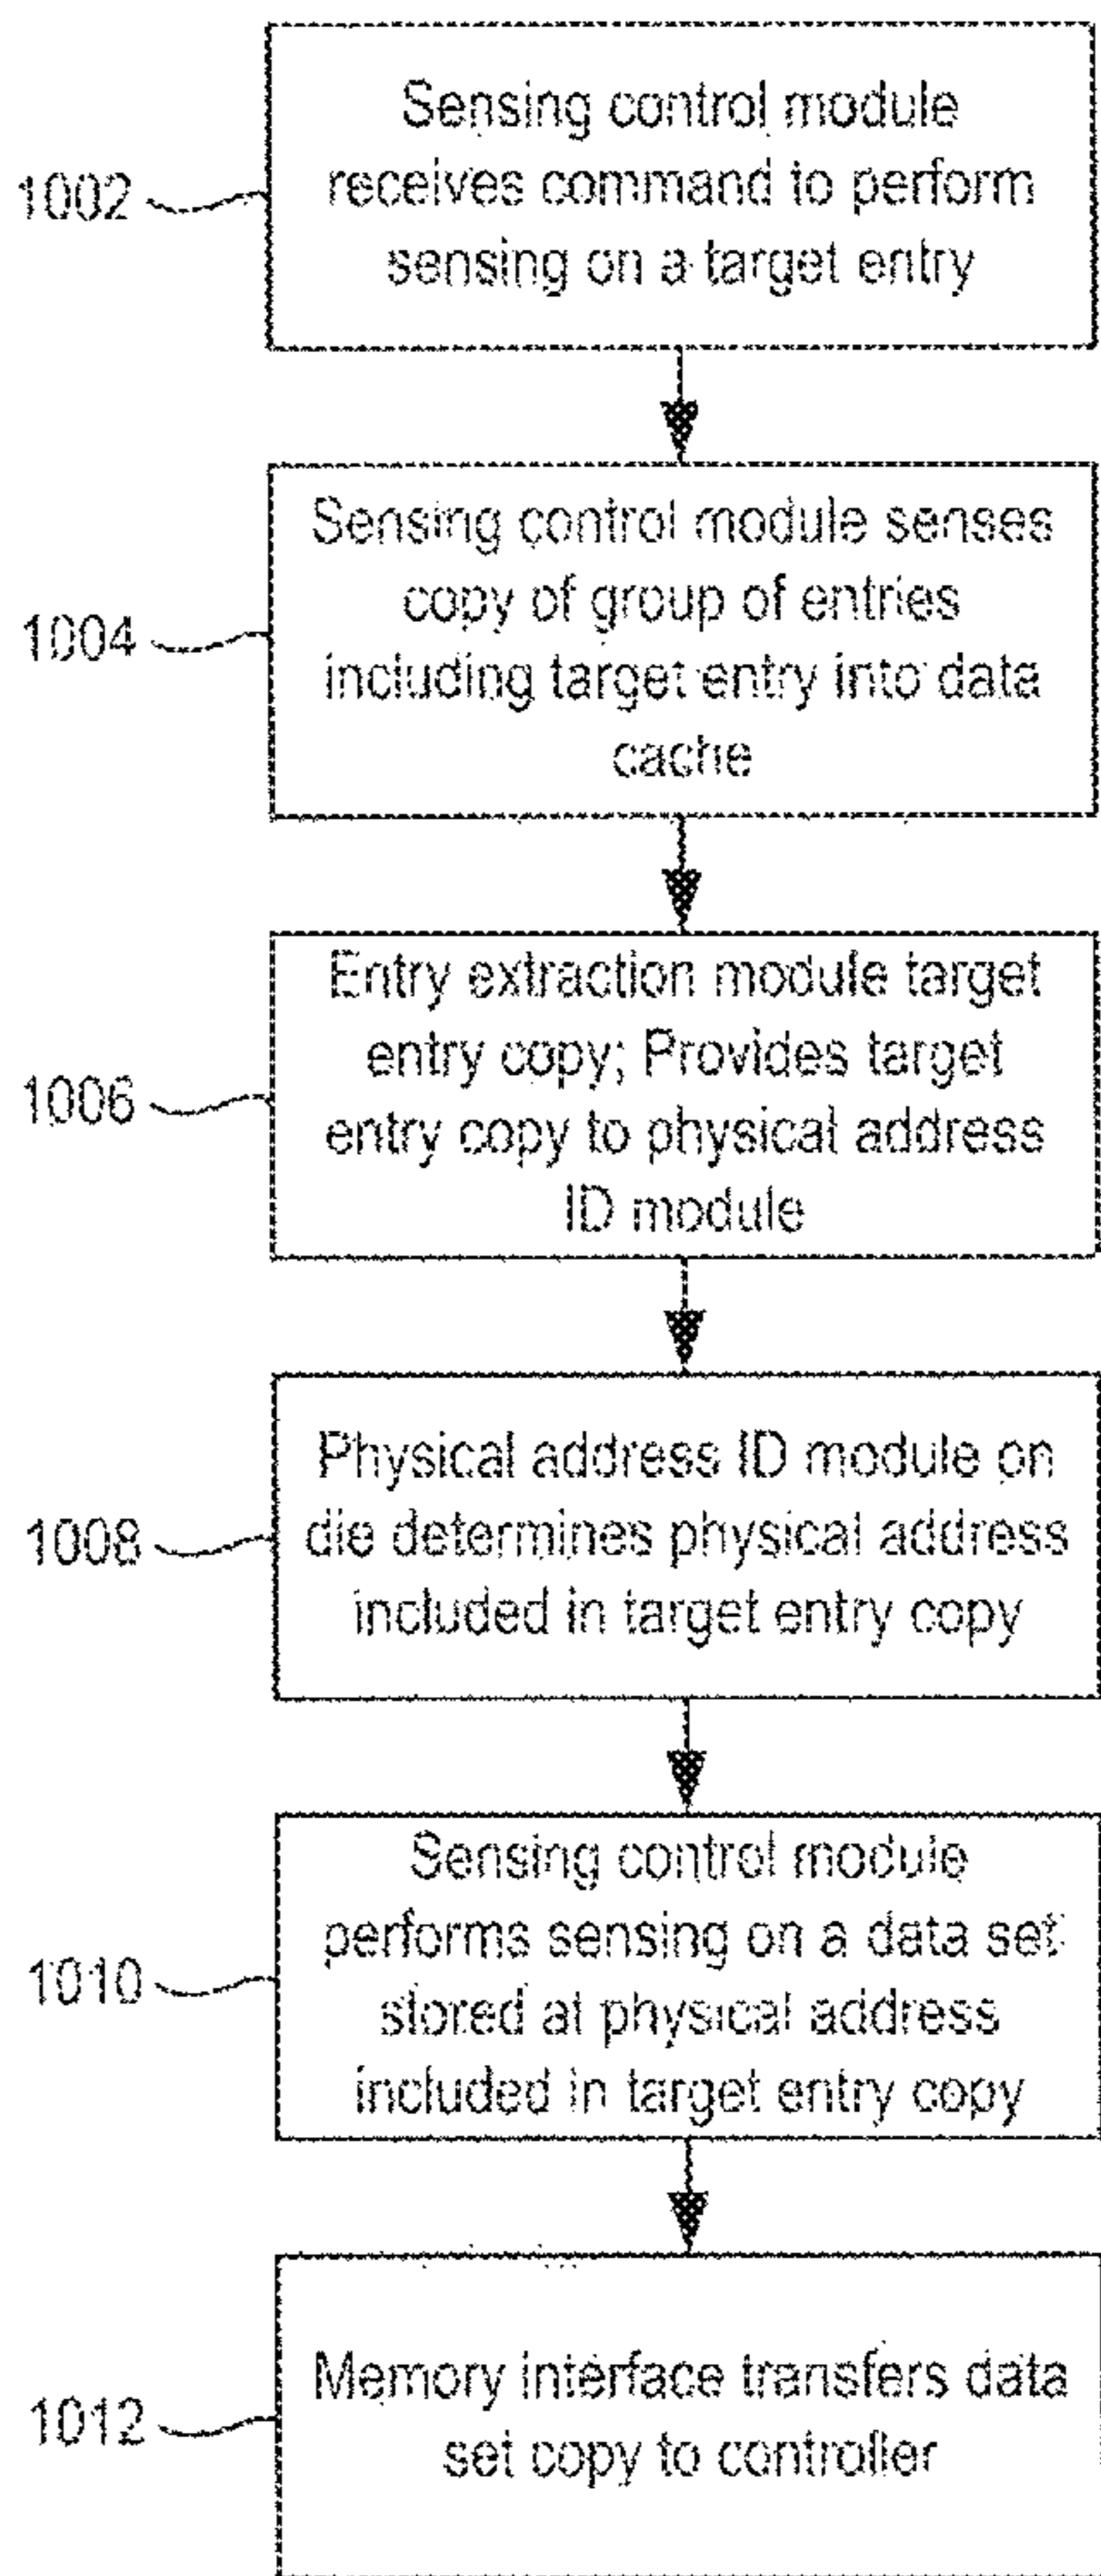 Sensing control module
1002
receives command to perform
sensing on a target entry
Sensing control module senses
copy of group of entries
1004
including target entry into data
cache
Entry extraction module target
entry copy; Provides target
1006
entry copy to physical address
ID module
Physical address ID module on
1008
die determines physical address
included in target entry copy
Sensing control module
performs sensing on a data set
1010
stored at physical address
included in target entry copy
Memory interface transfers data
1012
set copy to controller